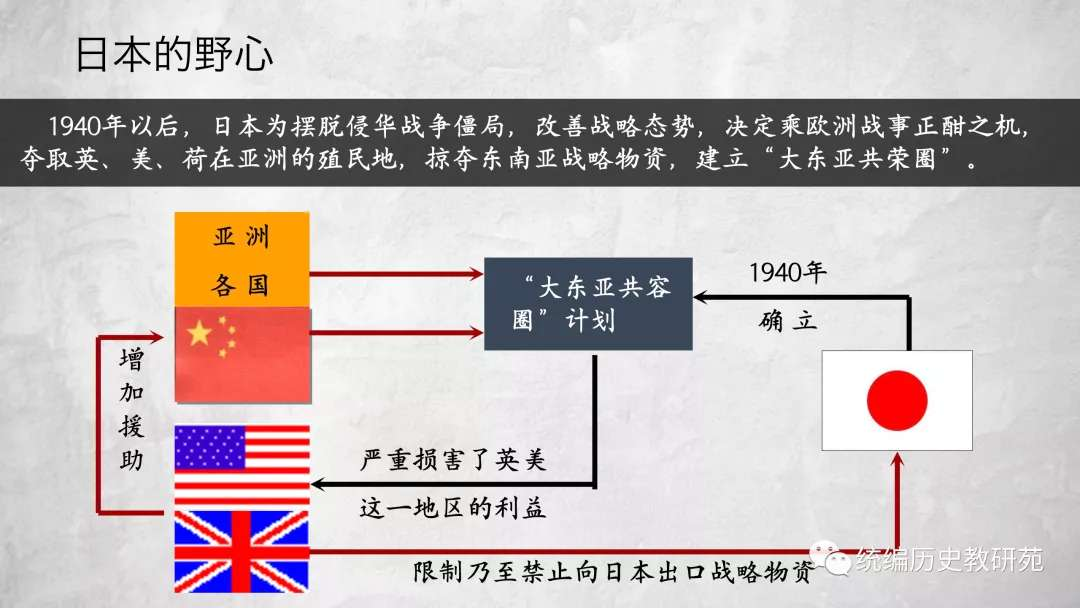 日本的野心
1940年以后，日本为摆脱侵华战争僵局，改善战略态势，决定乘欧洲战事正酣之机，
夺取英、美、荷在亚洲的殖民地，掠夺东南亚战略物资，建立“大东亚共荣圈”。
亚洲
各国
“大东亚共容
圈”计划
1940年
确立
增
加
援
助
严重损害了英美
这一地区的利益
限制乃至禁止向日本出口战略物资
统编历史教研苑